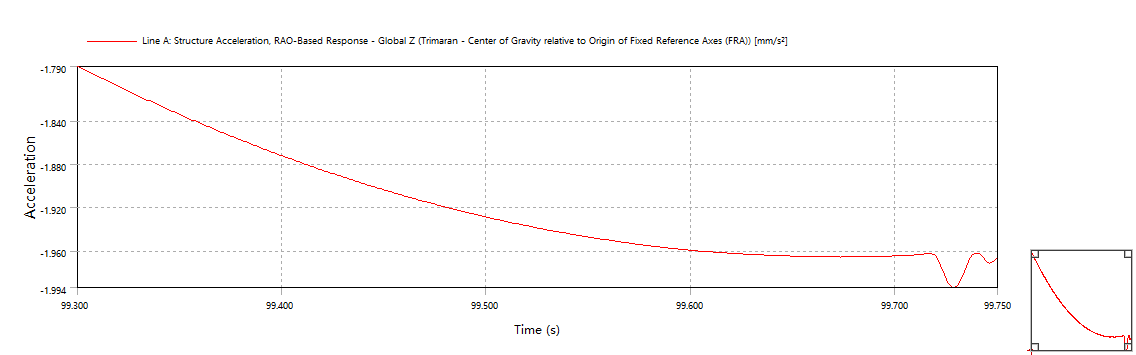 Line A: Structure Acceleration, RAO-Based Response - Global Z (Trimaran - Center of Gravity relative to Origin of Fixed Reference Axes (FRA)) [mm/s²]
-1.790
-1.840
-1.880
-1.920
-1.960
-1.994
Acceleration
99.300 99.400 99.500 99.600 99.700 99.750
Time (s)